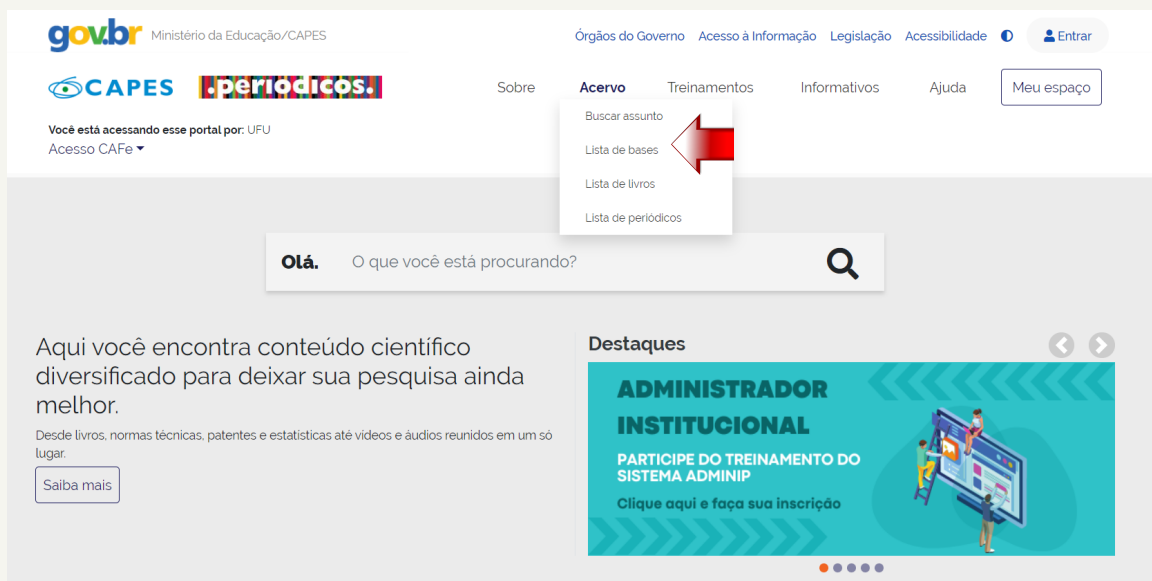 gov.br Ministério da Educação/CAPES Órgãos do Governo Acesso à Informação Legislação Acessibilidade Entrar
CAPES .periodicos. Sobre Acervo Treinamentos Informativos Ajuda Meu espaço
Buscar assunto
Lista de bases
Lista de livros
Lista de periódicos
Você está acessando esse portal por: UFU
Acesso CAFe
Olá. O que você está procurando?
Aqui você encontra conteúdo científico
diversificado para deixar sua pesquisa ainda
melhor.
Desde livros, normas técnicas, patentes e estatísticas até vídeos e áudios reunidos em um só
lugar.
Saiba mais
Destaques
ADMINISTRADOR
INSTITUCIONAL
PARTICIPE DO TREINAMENTO DO
SISTEMA ADMINIP
Clique aqui e faça sua inscrição